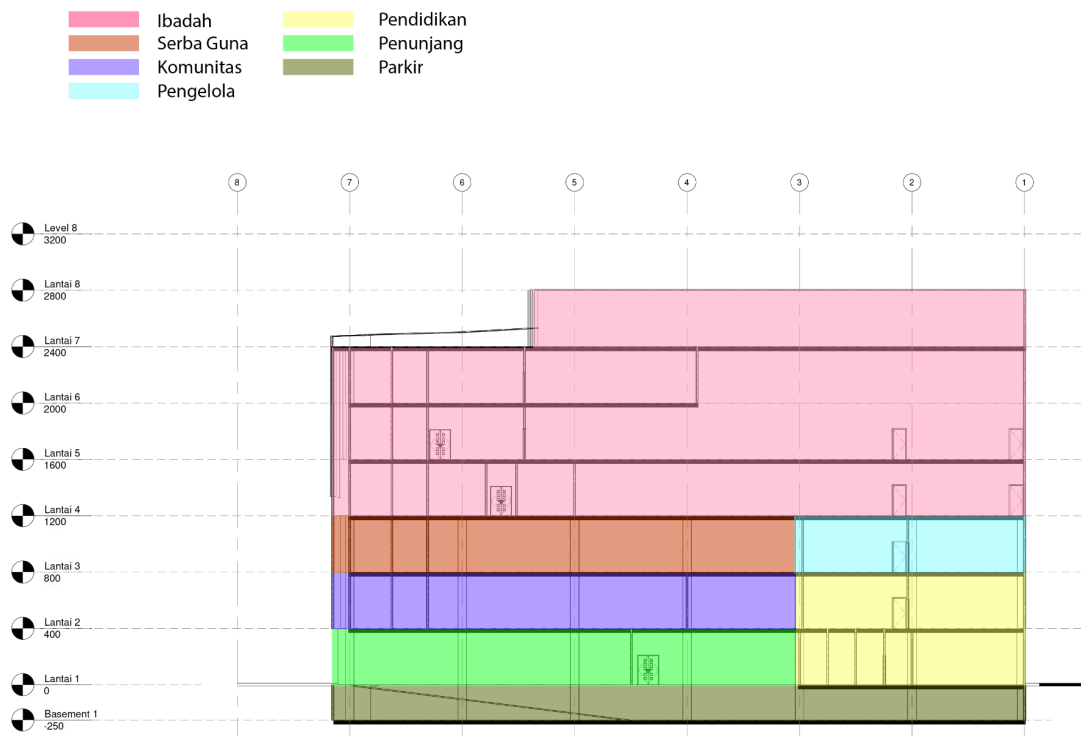 Ibadah
Serba Guna
Komunitas
Pengelola
Pendidikan
Penunjang
Parkir
8 7 6 5 4 3 2 1
Level 8
3200
Lantai 8
2800
Lantai 7
2400
Lantai 6
2000
Lantai 5
1600
Lantai 4
1200
Lantai 3
800
Lantai 2
400
Lantai 1
0
Basement 1
-250